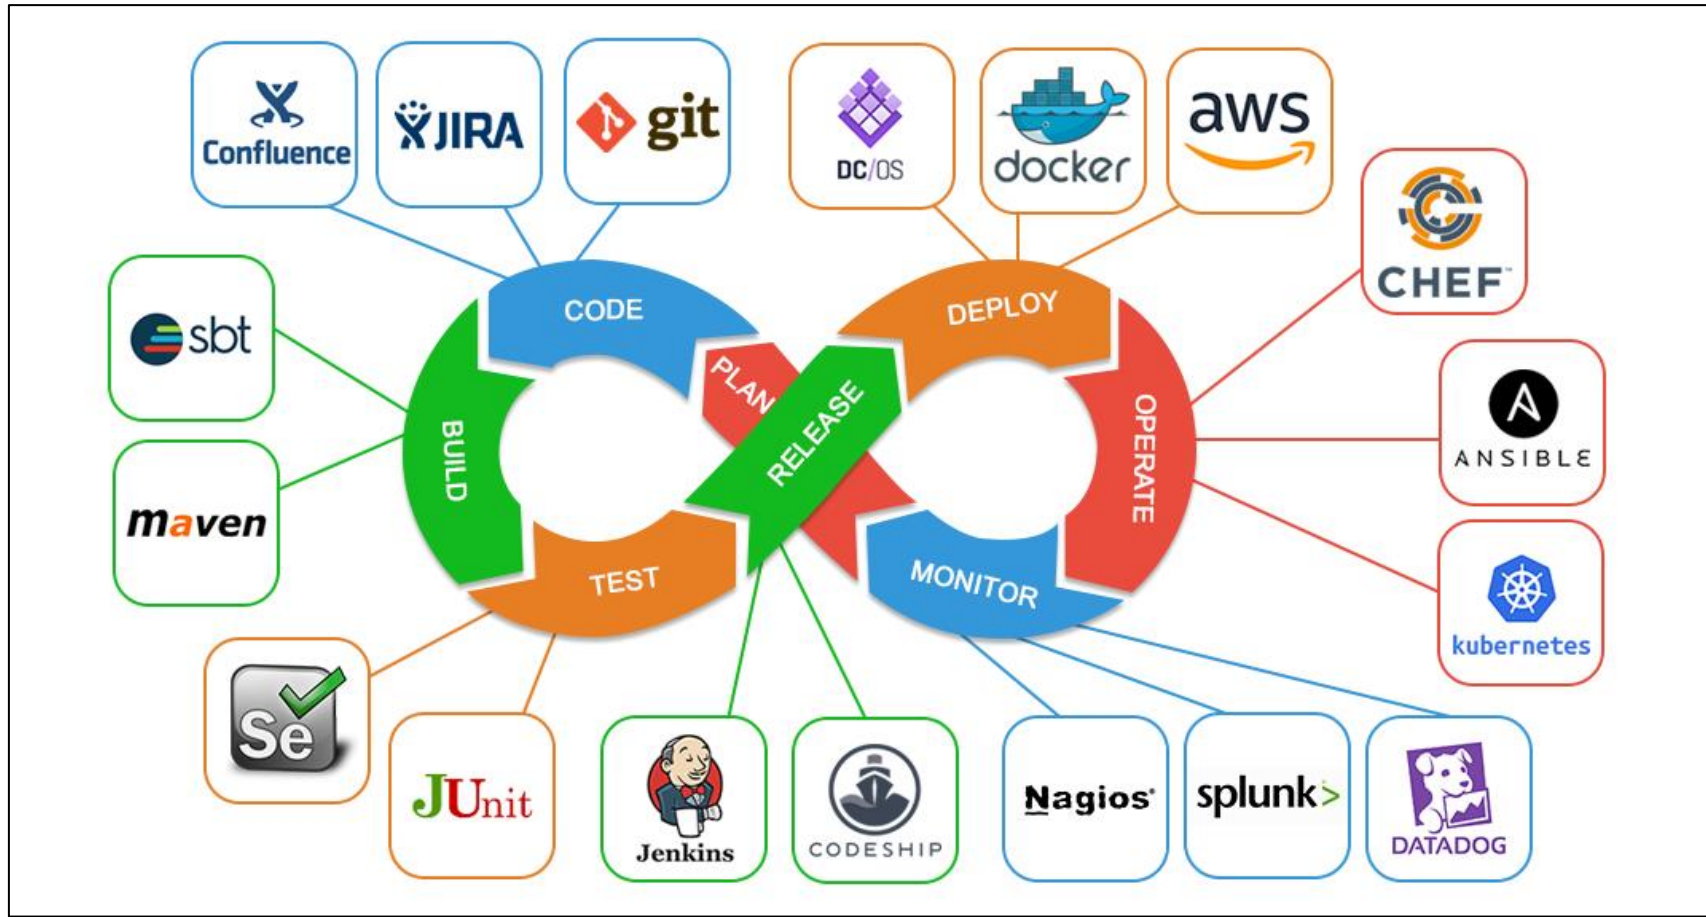 Confluence
JIRA
git
DC/OS
docker
aws
CHEF™
sbt
CODE
DEPLOY
PLAN
RELEASE
OPERATE
ANSIBLE
BUILD
maven
TEST
MONITOR
kubernetes
Se
JUnit
Jenkins
CODESHIP
Nagios®
splunk>
DATADOG